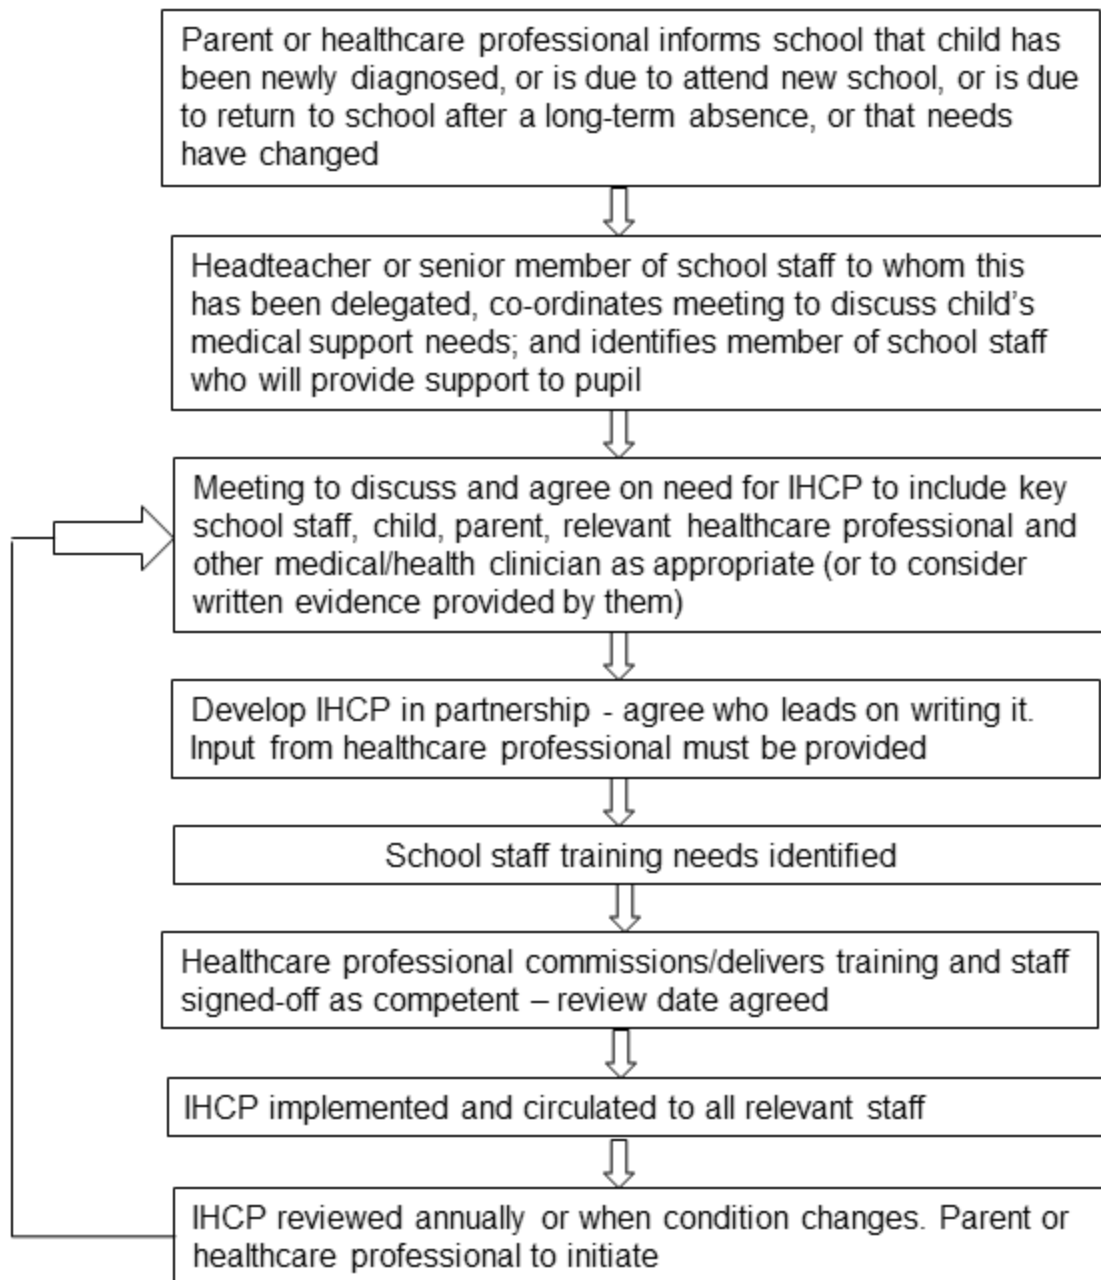 Parent or healthcare professional informs school that child has
been newly diagnosed, or is due to attend new school, or is due
to return to school after a long-term absence, or that needs
have changed
Headteacher or senior member of school staff to whom this
has been delegated, co-ordinates meeting to discuss child's
medical support needs; and identifies member of school staff
who will provide support to pupil
Meeting to discuss and agree on need for IHCP to include key
school staff, child, parent, relevant healthcare professional and
other medical/health clinician as appropriate (or to consider
written evidence provided by them)
Develop IHCP in partnership - agree who leads on writing it.
Input from healthcare professional must be provided
School staff training needs identified
Healthcare professional commissions/delivers training and staff
signed-off as competent – review date agreed
IHCP implemented and circulated to all relevant staff
IHCP reviewed annually or when condition changes. Parent or
healthcare professional to initiate